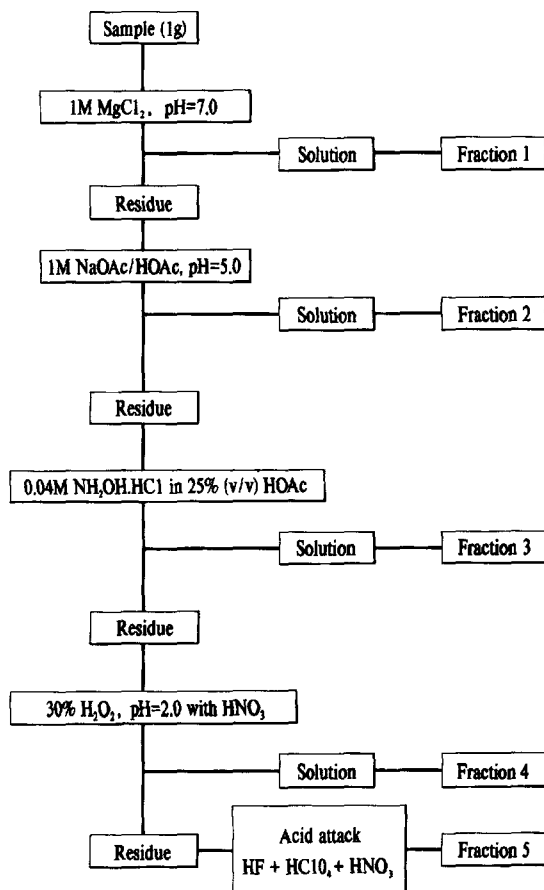 Sample (1g)
1M MgCl₂, pH=7.0
Solution
Fraction 1
Residue
1M NaOAc/HOAc, pH=5.0
Solution
Fraction 2
Residue
0.04M NH₂OH.HCl in 25% (v/v) HOAc
Solution
Fraction 3
Residue
30% H₂O₂, pH=2.0 with HNO₃
Solution
Fraction 4
Residue
Acid attack
HF + HClO₄ + HNO₃
Fraction 5